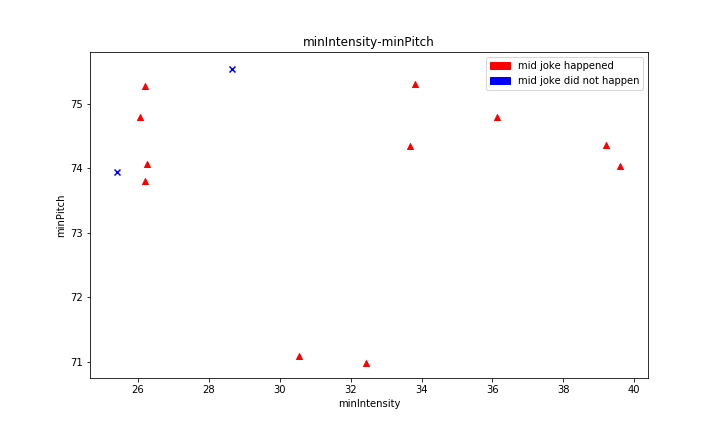 minIntensity-minPitch
mid joke happened
mid joke did not happen
75
74
73
72
71
minPitch
26 28 30 32 34 36 38 40
minIntensity